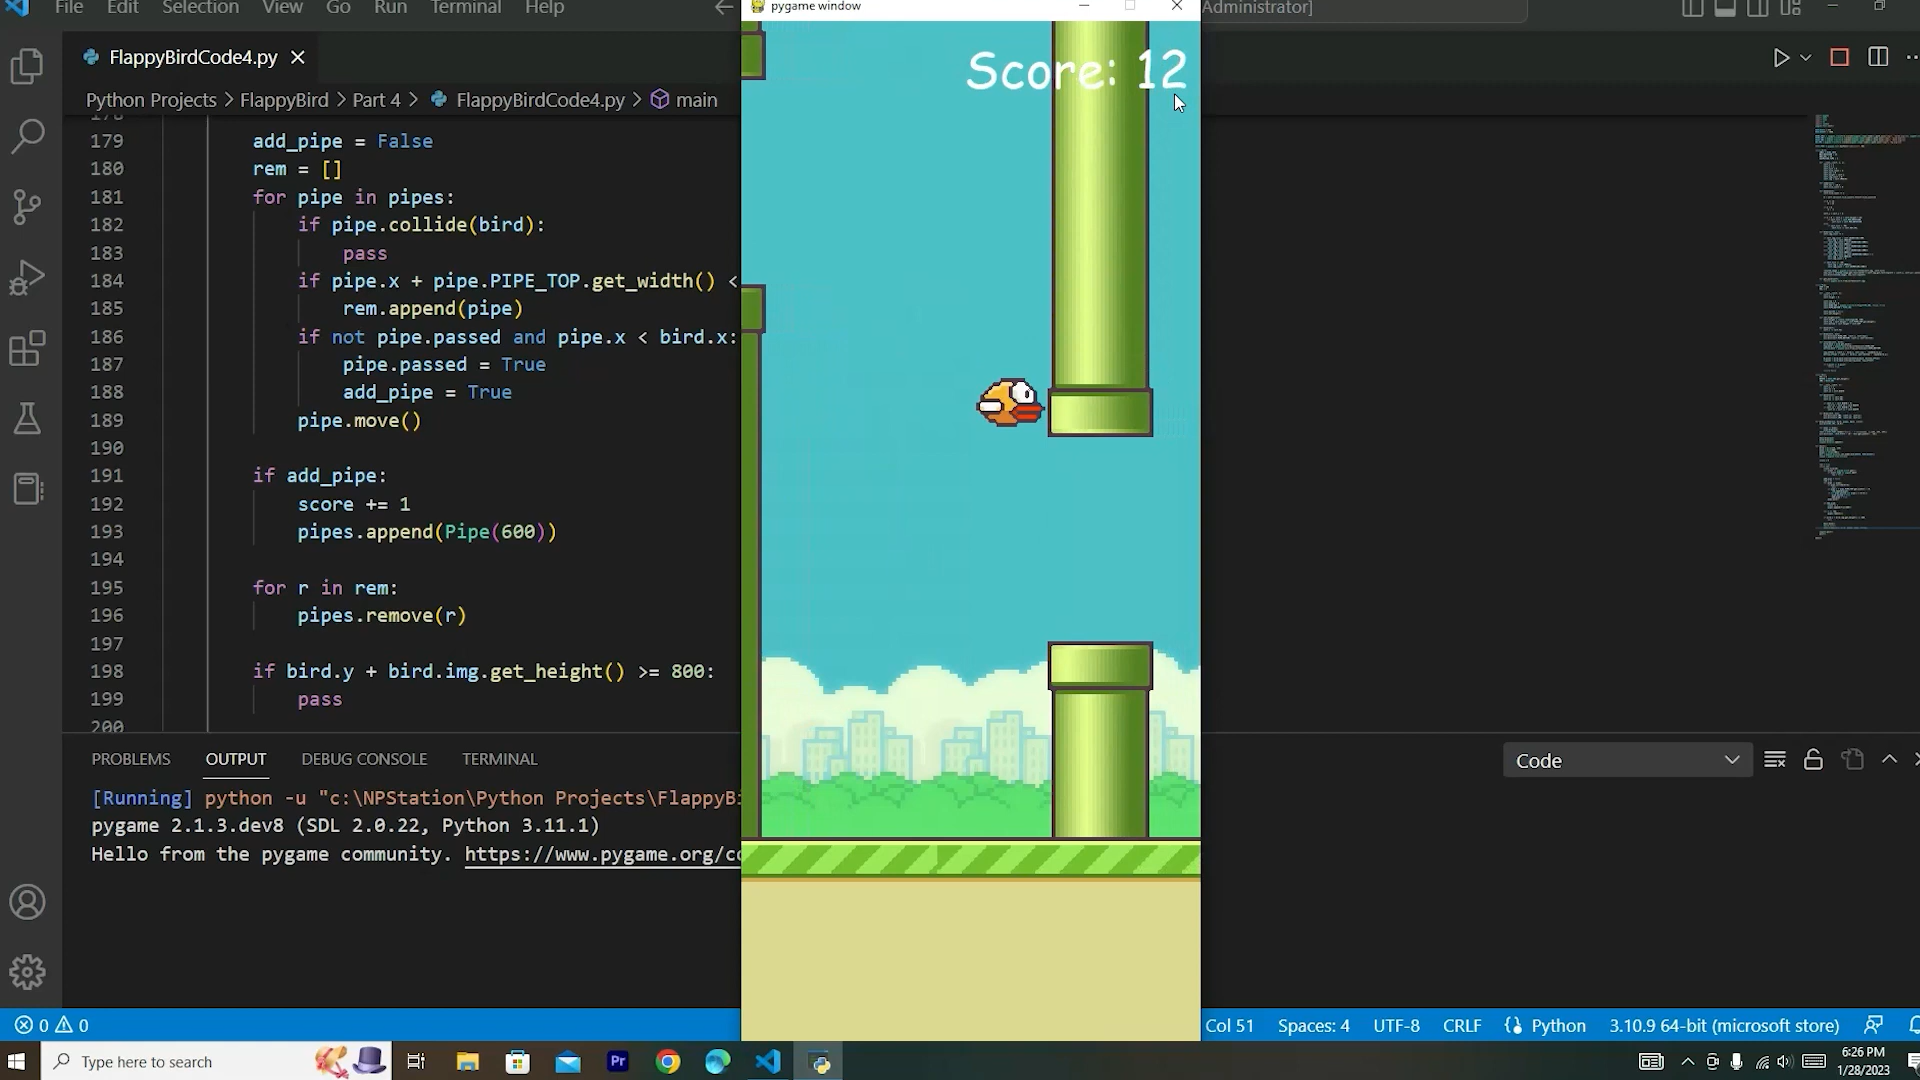 File Edit Selection View Go Run Terminal Help
pygame window
Administrator]
FlappyBirdCode4.py
Python Projects > FlappyBird > Part 4 > FlappyBirdCode4.py > main
Score: 12
179 add_pipe = False
180 rem = []
181 for pipe in pipes:
182 if pipe.collide(bird):
183 pass
184 if pipe.x + pipe.PIPE_TOP.get_width() <
185 rem.append(pipe)
186 if not pipe.passed and pipe.x < bird.x:
187 pipe.passed = True
188 add_pipe = True
189 pipe.move()
190
191 if add_pipe:
192 score += 1
193 pipes.append(Pipe(600))
194
195 for r in rem:
196 pipes.remove(r)
197
198 if bird.y + bird.img.get_height() >= 800:
199 pass
200
PROBLEMS OUTPUT DEBUG CONSOLE TERMINAL
Code
[Running] python -u "c:\NPStation\Python Projects\FlappyBi
pygame 2.1.3.dev8 (SDL 2.0.22, Python 3.11.1)
Hello from the pygame community. https://www.pygame.org/co
0 0
Col 51 Spaces: 4 UTF-8 CRLF Python 3.10.9 64-bit (microsoft store)
Type here to search
Pr
6:26 PM
1/28/2023